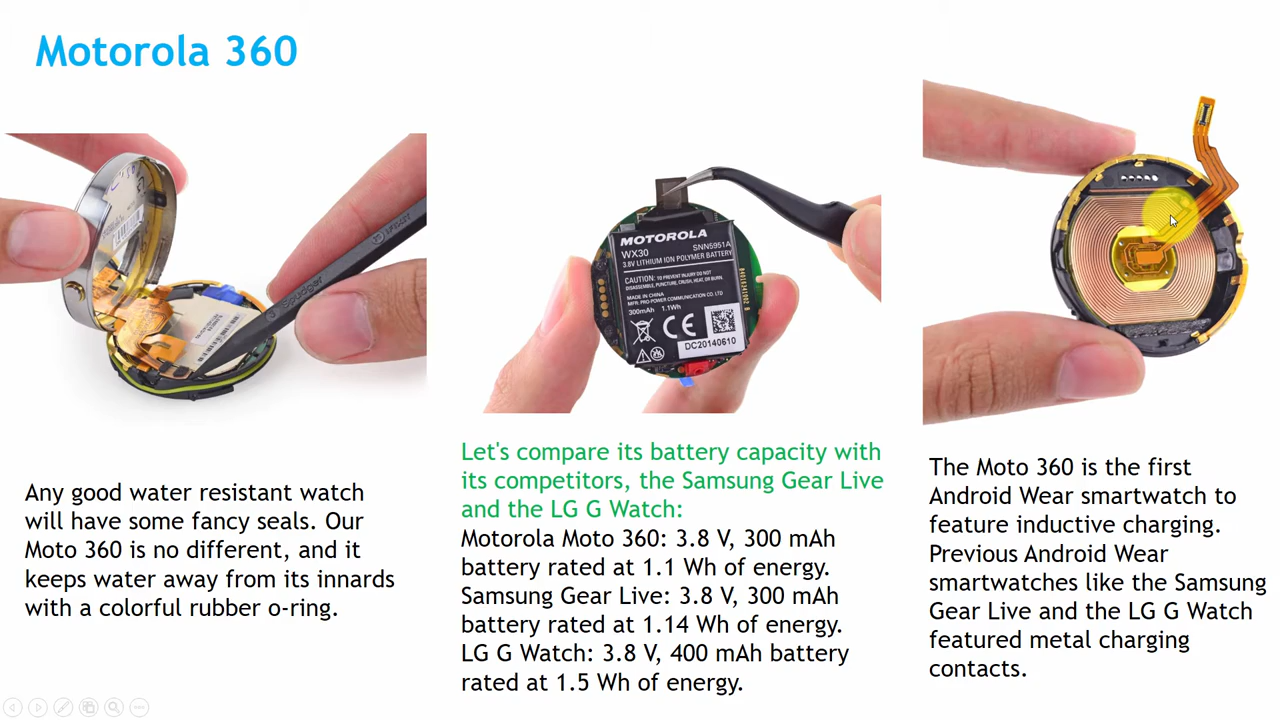 Motorola 360
MOTOROLA
WX30
SNN5951A
3.8V LITHIUM ION POLYMER BATTERY
CAUTION: TO PREVENT INJURY DO NOT
DISASSEMBLE, PUNCTURE, CRUSH, HEAT, OR BURN.
MADE IN CHINA
MFR: PRO-POWER COMMUNICATION CO. LTD
300mAh 1.1Wh
DC20140610
Any good water resistant watch
will have some fancy seals. Our
Moto 360 is no different, and it
keeps water away from its innards
with a colorful rubber o-ring.
Let's compare its battery capacity with
its competitors, the Samsung Gear Live
and the LG G Watch:
Motorola Moto 360: 3.8 V, 300 mAh
battery rated at 1.1 Wh of energy.
Samsung Gear Live: 3.8 V, 300 mAh
battery rated at 1.14 Wh of energy.
LG G Watch: 3.8 V, 400 mAh battery
rated at 1.5 Wh of energy.
The Moto 360 is the first
Android Wear smartwatch to
feature inductive charging.
Previous Android Wear
smartwatches like the Samsung
Gear Live and the LG G Watch
featured metal charging
contacts.